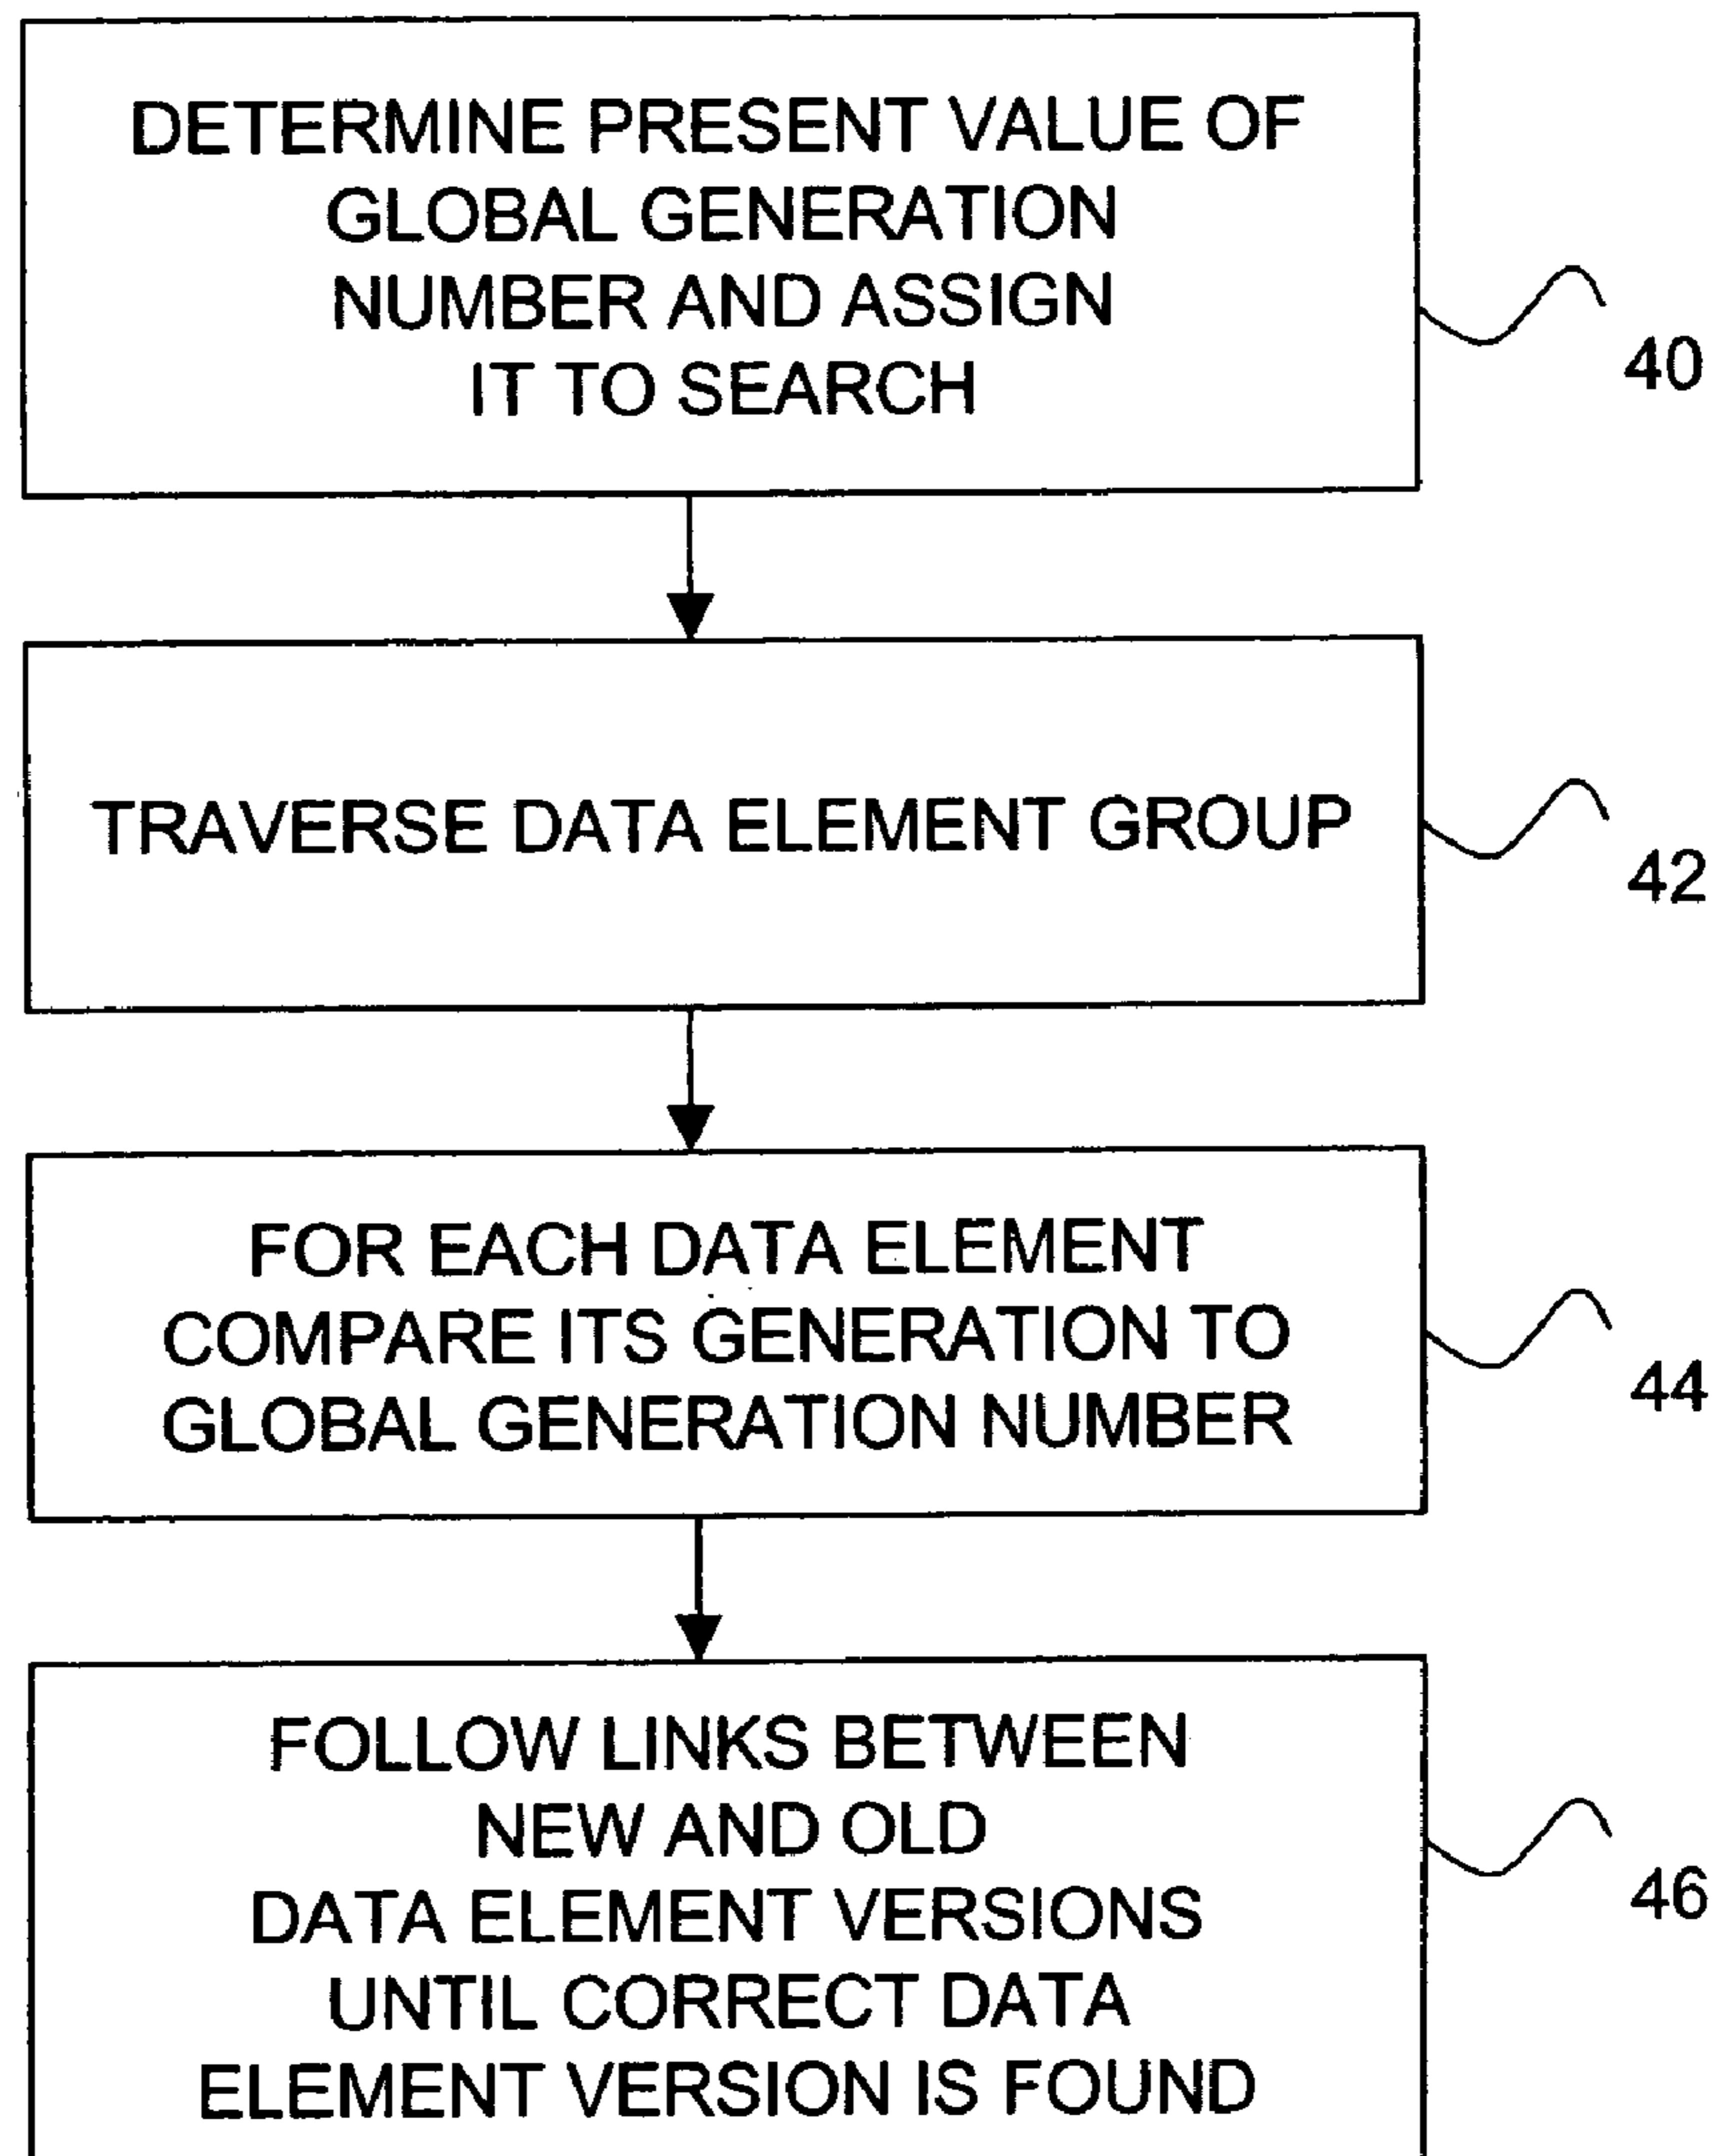 DETERMINE PRESENT VALUE OF
GLOBAL GENERATION
NUMBER AND ASSIGN
IT TO SEARCH
40
TRAVERSE DATA ELEMENT GROUP
42
FOR EACH DATA ELEMENT
COMPARE ITS GENERATION TO
GLOBAL GENERATION NUMBER
44
FOLLOW LINKS BETWEEN
NEW AND OLD
DATA ELEMENT VERSIONS
UNTIL CORRECT DATA
ELEMENT VERSION IS FOUND
46